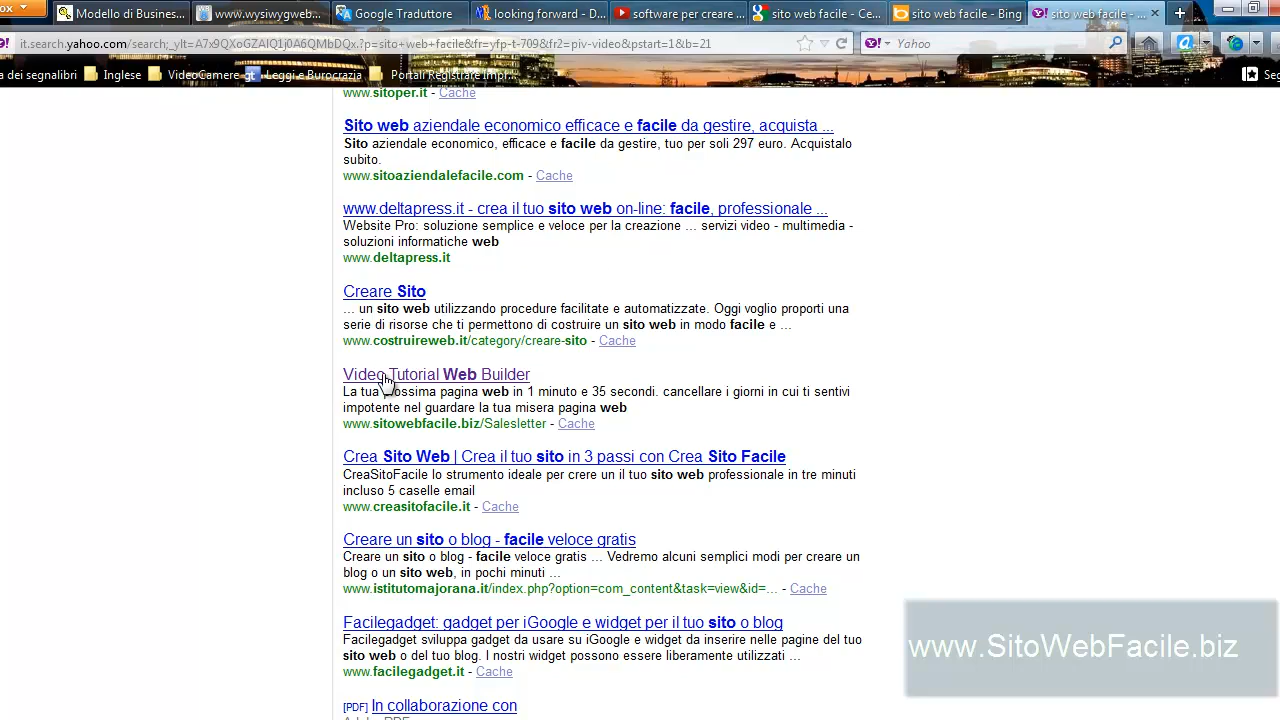 ox
Modello di Busines...
www.wysiwygweb...
Google Traduttore
looking forward - D...
software per creare ...
sito web facile - Ce...
sito web facile - Bing
sito web facile - ...
it.search.yahoo.com/search;_ylt=A7x9QXoGZAIQ1j0A6QMbDQx.?p=sito+web+facile&fr=yfp-t-709&fr2=piv-video&pstart=1&b=21
Yahoo
a dei segnalibri
Inglese
VideoCamere
Leggi e Burocrazia
Portali Registrate Impr...
Seg
www.sitoper.it - Cache
Sito web aziendale economico efficace e facile da gestire, acquista ...
Sito aziendale economico, efficace e facile da gestire, tuo per soli 297 euro. Acquistalo
subito.
www.sitoaziendalefacile.com - Cache
www.deltapress.it - crea il tuo sito web on-line: facile, professionale ...
Website Pro: soluzione semplice e veloce per la creazione ... servizi video - multimedia -
soluzioni informatiche web
www.deltapress.it
Creare Sito
... un sito web utilizzando procedure facilitate e automatizzate. Oggi voglio proporti una
serie di risorse che ti permettono di costruire un sito web in modo facile e ...
www.costruireweb.it/category/creare-sito - Cache
Video Tutorial Web Builder
La tua prossima pagina web in 1 minuto e 35 secondi. cancellare i giorni in cui ti sentivi
impotente nel guardare la tua misera pagina web
www.sitowebfacile.biz/Salesletter - Cache
Crea Sito Web | Crea il tuo sito in 3 passi con Crea Sito Facile
CreaSitoFacile lo strumento ideale per crere un il tuo sito web professionale in tre minuti
incluso 5 caselle email
www.creasitofacile.it - Cache
Creare un sito o blog - facile veloce gratis
Creare un sito o blog - facile veloce gratis ... Vedremo alcuni semplici modi per creare un
blog o un sito web, in pochi minuti ...
www.istitutomajorana.it/index.php?option=com_content&task=view&id=... - Cache
Facilegadget: gadget per iGoogle e widget per il tuo sito o blog
Facilegadget sviluppa gadget da usare su iGoogle e widget da inserire nelle pagine del tuo
sito web o del tuo blog. I nostri widget possono essere liberamente utilizzati ...
www.facilegadget.it - Cache
www.SitoWebFacile.biz
[PDF] In collaborazione con